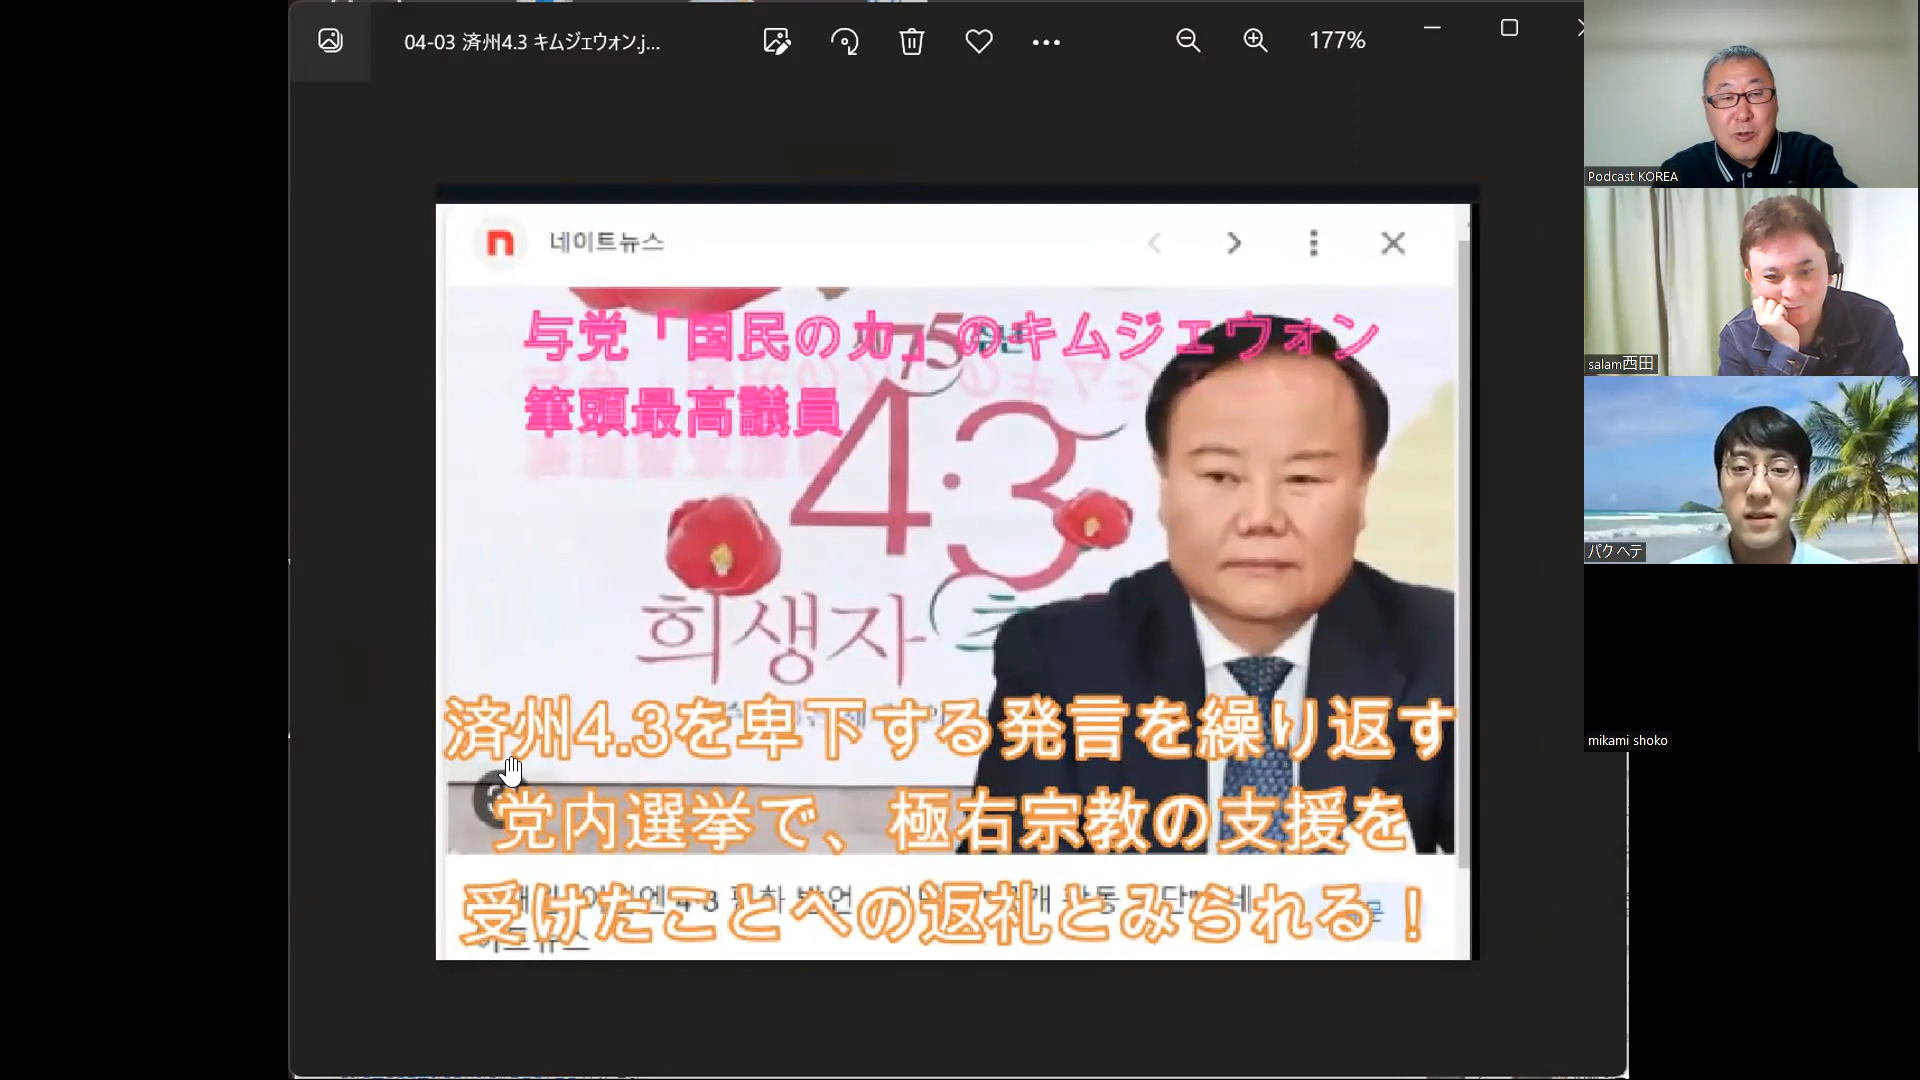 04-03 済州4.3 キムジェウォン.j...
177%
네이트뉴스
与党「国民の力」のキムジェウォン
筆頭最高議員
75
4·3
희생자
済州4.3を卑下する発言を繰り返す
党内選挙で、極右宗教の支援を
受けたことへの返礼とみられる！
Podcast KOREA
salam西田
パクヘテ
mikami shoko